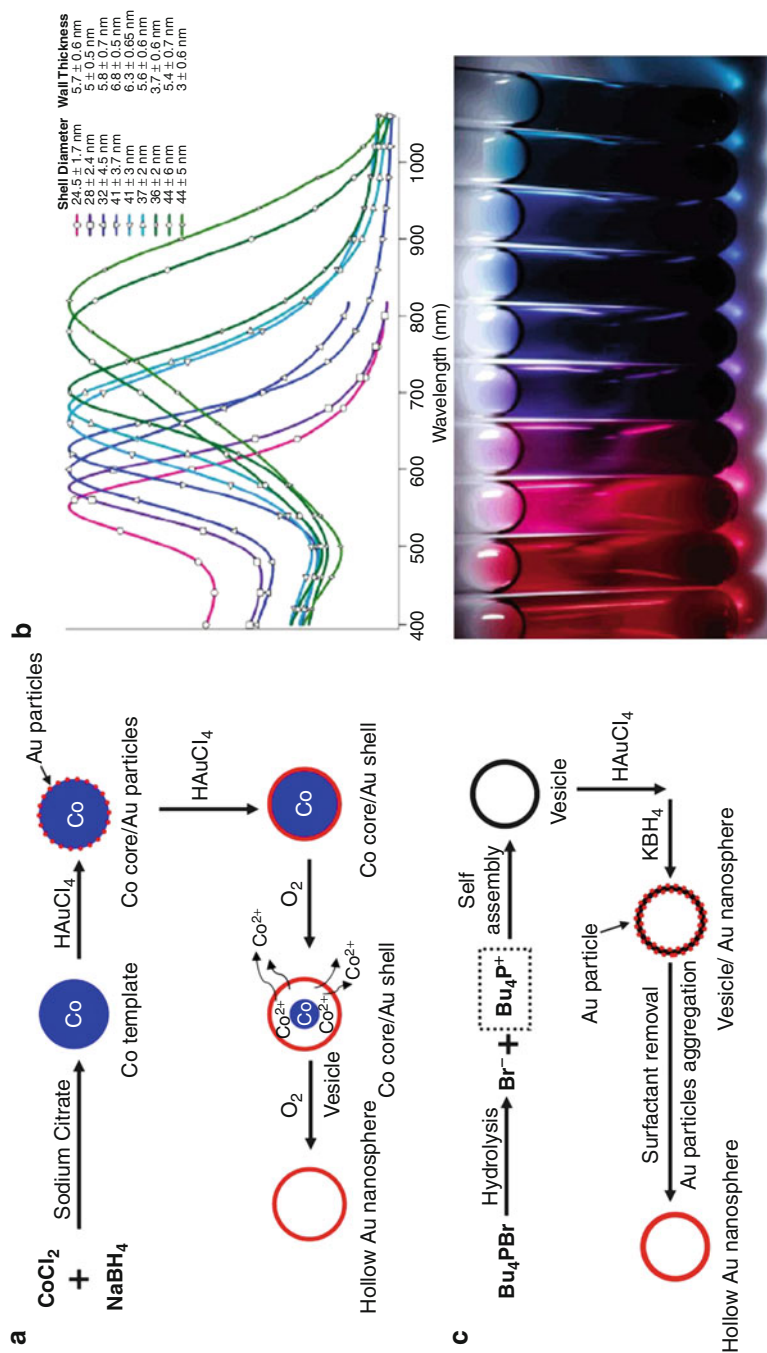 a
CoCl2
+
NaBH4
Sodium Citrate
Co
Co template
HAuCl4
Au particles
Co
Co core/Au particles
HAuCl4
Co
Co core/Au shell
O2
Co2+
Co2+
Co2+
Co
Co2+
Co core/Au shell
O2
Vesicle
Hollow Au nanosphere
b
Shell Diameter Wall Thickness
24.5 ± 1.7 nm 5.7 ± 0.6 nm
28 ± 2.4 nm 5 ± 0.5 nm
32 ± 4.5 nm 5.8 ± 0.7 nm
41 ± 3.7 nm 6.8 ± 0.5 nm
41 ± 3 nm 6.3 ± 0.65 nm
37 ± 2 nm 5.6 ± 0.6 nm
36 ± 2 nm 3.7 ± 0.6 nm
44 ± 6 nm 5.4 ± 0.7 nm
44 ± 5 nm 3 ± 0.6 nm
400 500 600 700 800 900 1000
Wavelength (nm)
c
Bu4PBr
Hydrolysis
Br– + Bu4P+
Self
assembly
Vesicle
HAuCl4
KBH4
Au particle
Vesicle/ Au nanosphere
Surfactant removal
Au particles aggregation
Hollow Au nanosphere